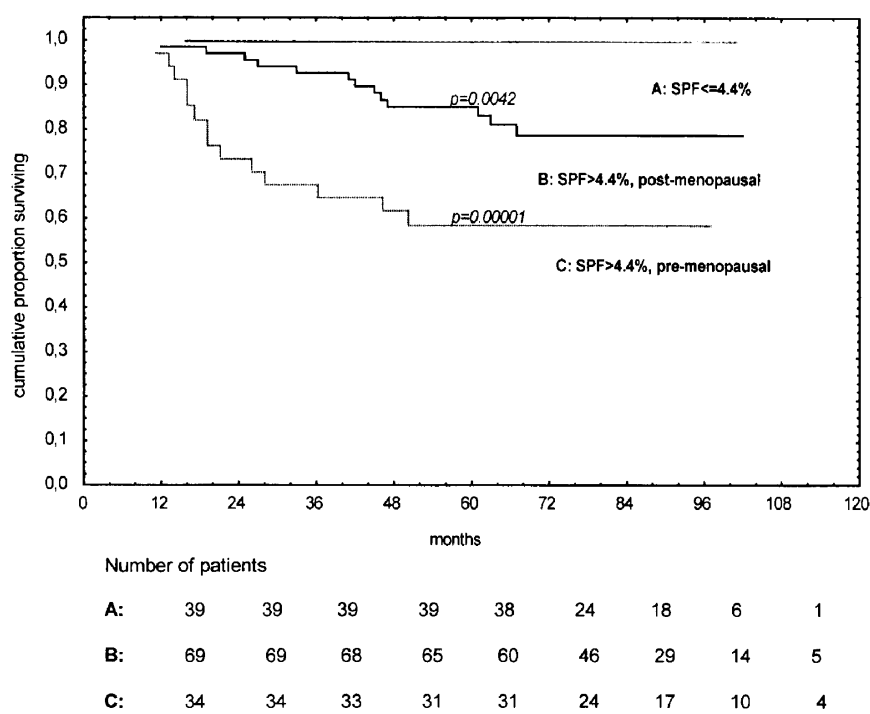 cumulative proportion surviving
1,0
0,9
0,8
0,7
0,6
0,5
0,4
0,3
0,2
0,1
0,0
p=0.0042
A: SPF<=4.4%
B: SPF>4.4%, post-menopausal
p=0.00001
C: SPF>4.4%, pre-menopausal
0 12 24 36 48 60 72 84 96 108 120
months
Number of patients
A: 39 39 39 39 38 24 18 6 1
B: 69 69 68 65 60 46 29 14 5
C: 34 34 33 31 31 24 17 10 4